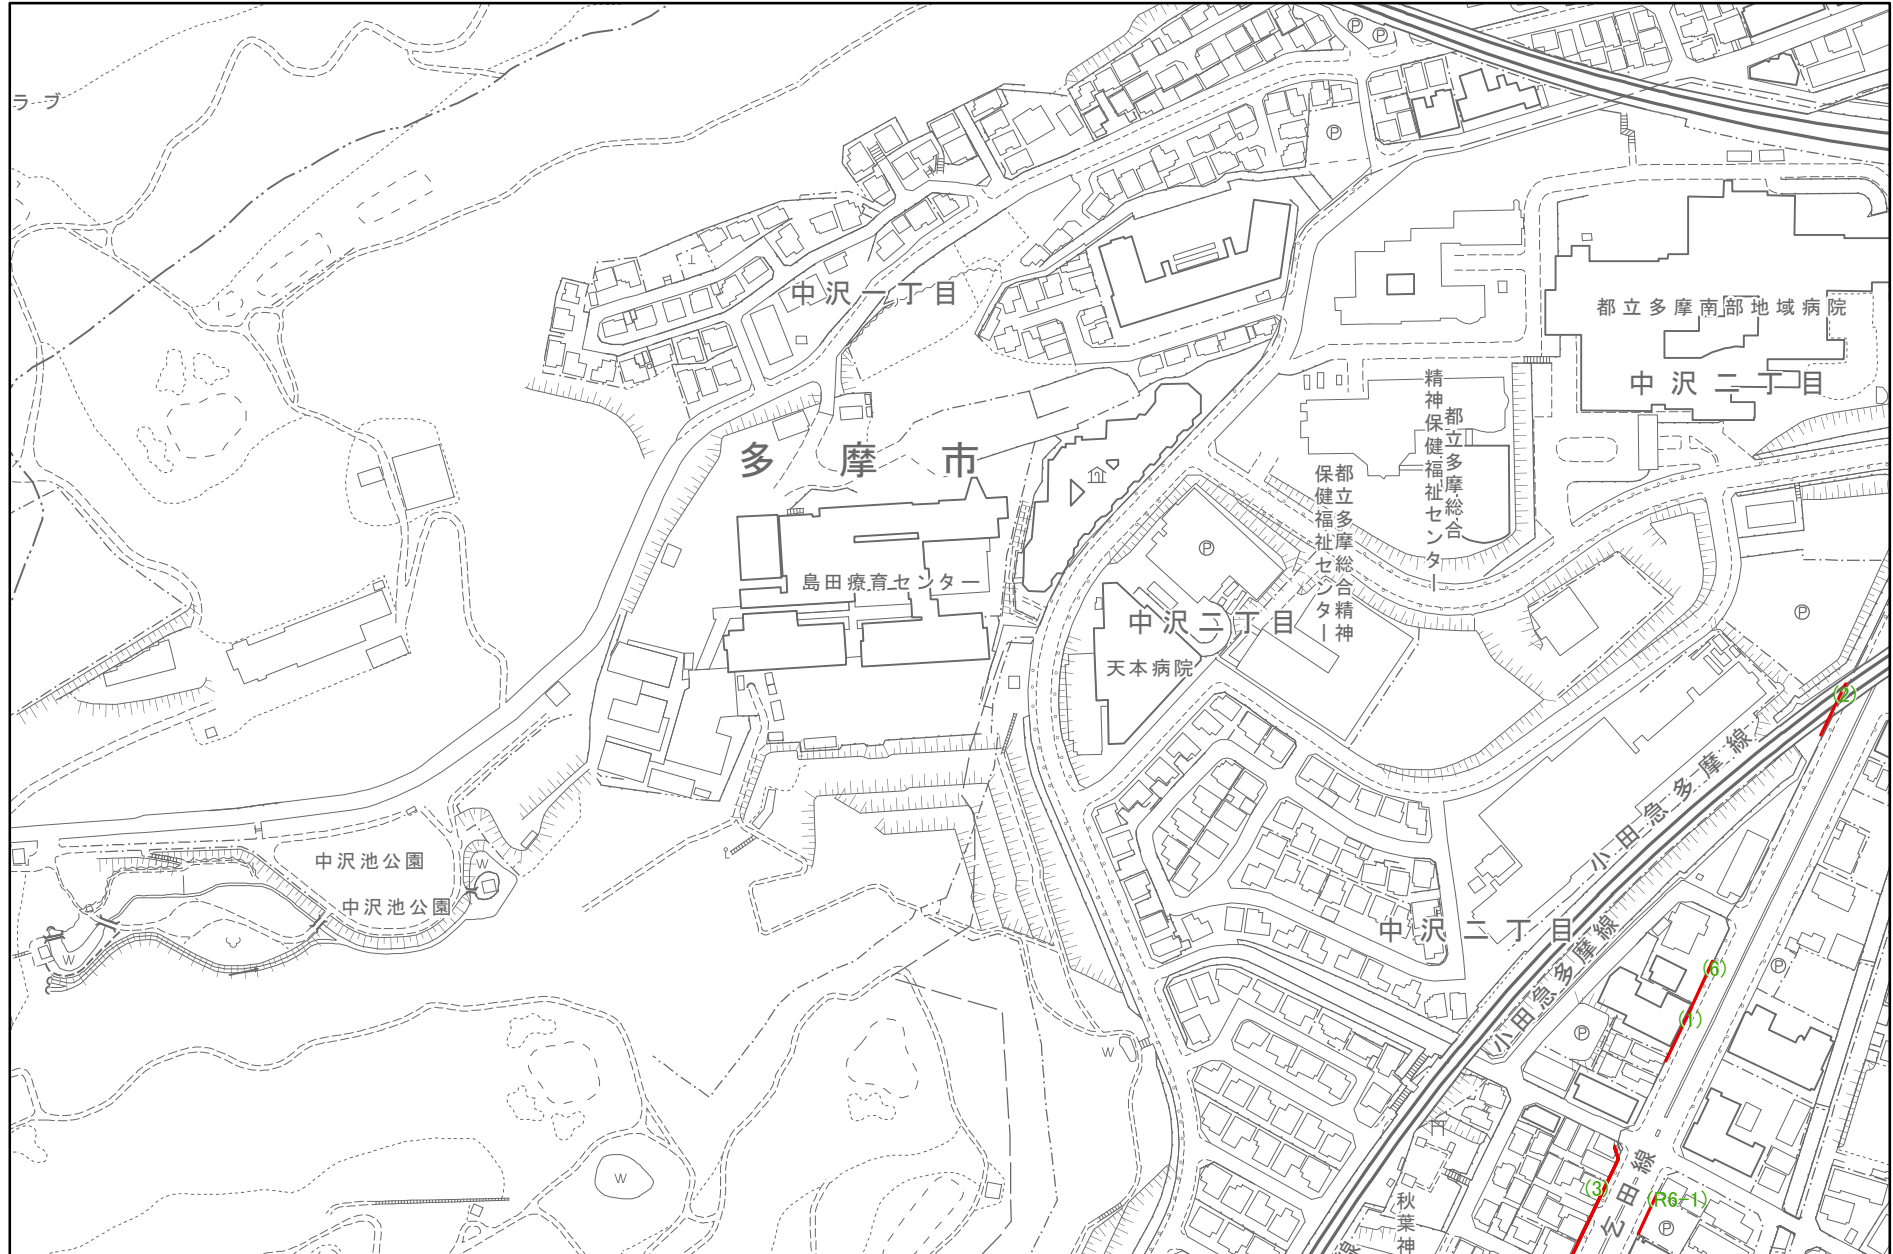 ラブ
Ⓟ
Ⓟ
Ⓟ
中沢一丁目
都立多摩南部地域病院
中沢二丁目
都立多摩総合
精神保健福祉センター
都立多摩総合精神
保健福祉センター
多摩市
Ⓟ
島田療育センター
中沢二丁目
Ⓟ
天本病院
(2)
小田急多摩線
中沢池公園
W
中沢池公園
W
中沢二丁目
小田急多摩線
Ⓟ
(6)
(1)
Ⓟ
W
W
(3)
乞田線
(R6-1)
Ⓟ
秋葉神
線